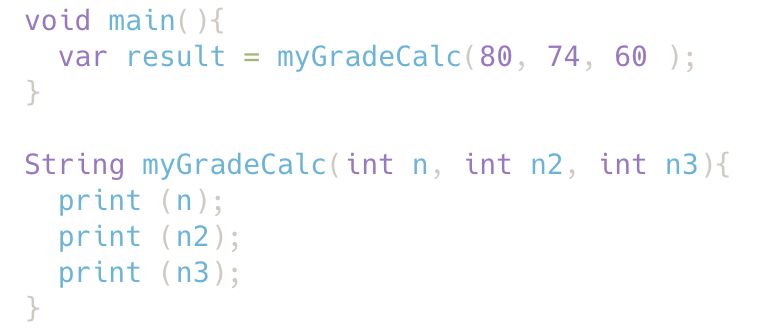 void main(){
  var result = myGradeCalc(80, 74, 60 );
}

String myGradeCalc(int n, int n2, int n3){
  print (n);
  print (n2);
  print (n3);
}